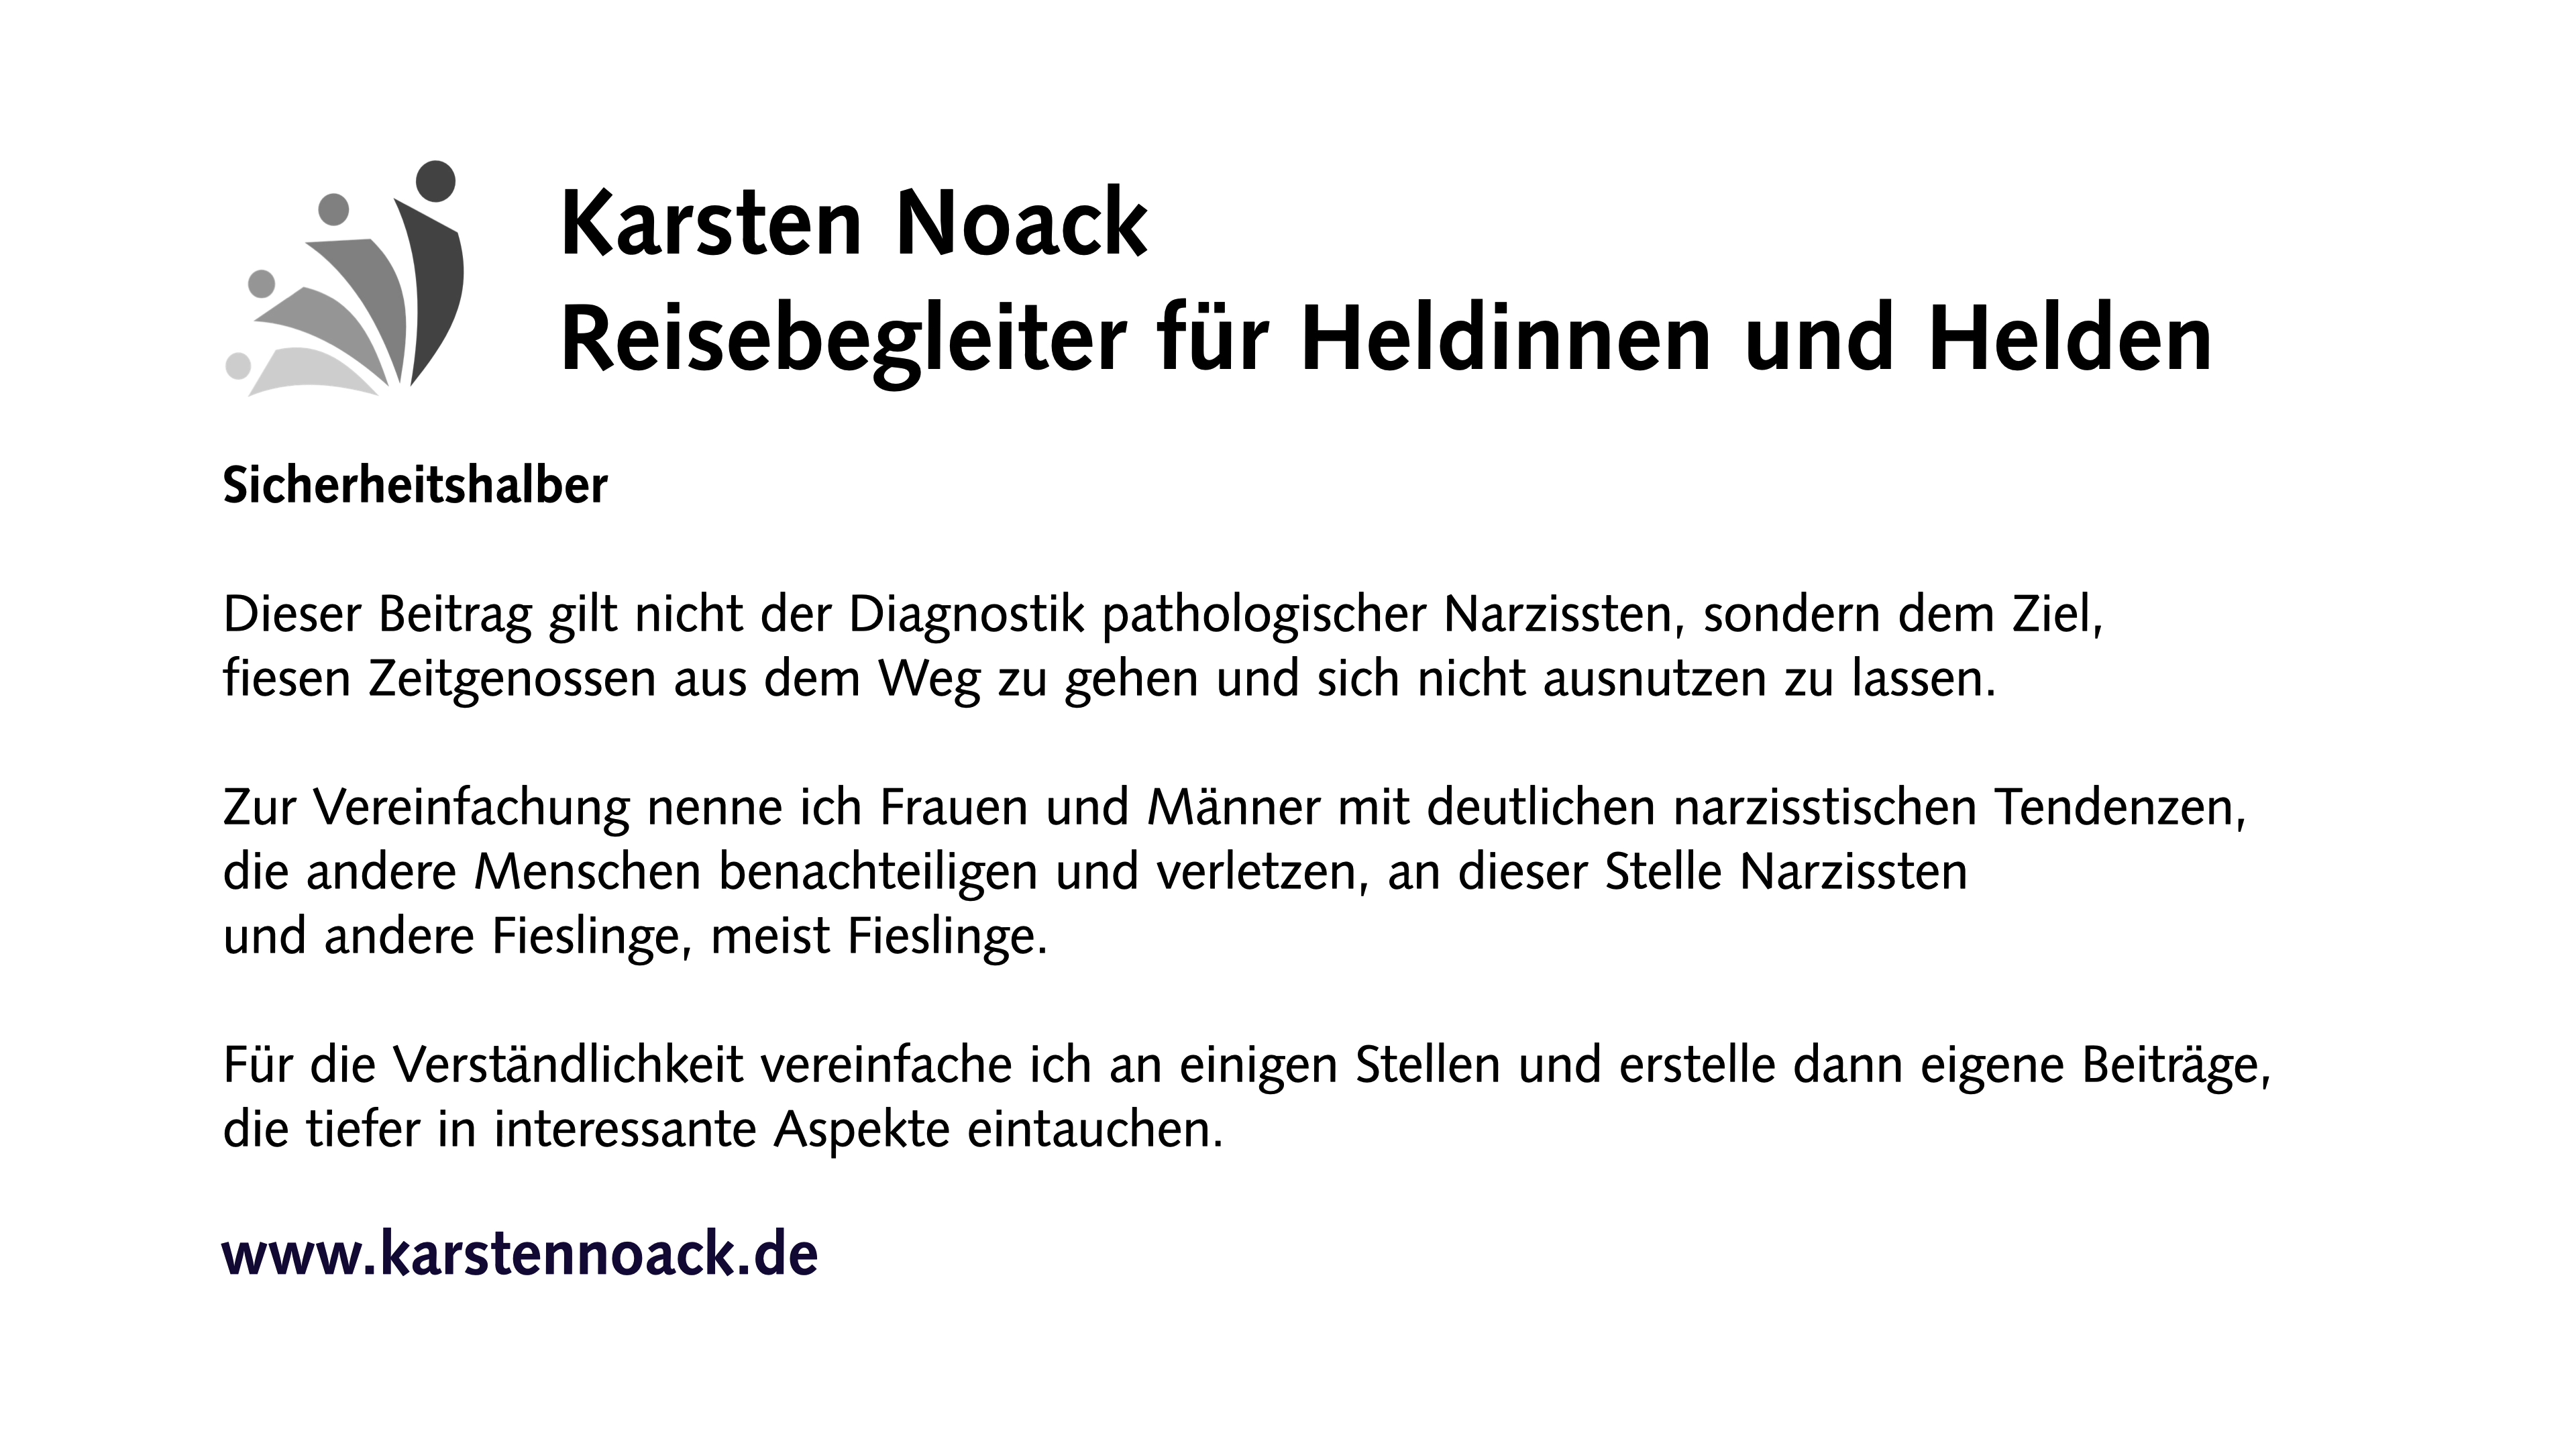 Karsten Noack
Reisebegleiter für Heldinnen und Helden
Sicherheitshalber
Dieser Beitrag gilt nicht der Diagnostik pathologischer Narzissten, sondern dem Ziel,
fiesen Zeitgenossen aus dem Weg zu gehen und sich nicht ausnutzen zu lassen.
Zur Vereinfachung nenne ich Frauen und Männer mit deutlichen narzisstischen Tendenzen,
die andere Menschen benachteiligen und verletzen, an dieser Stelle Narzissten
und andere Fieslinge, meist Fieslinge.
Für die Verständlichkeit vereinfache ich an einigen Stellen und erstelle dann eigene Beiträge,
die tiefer in interessante Aspekte eintauchen.
www.karstennoack.de